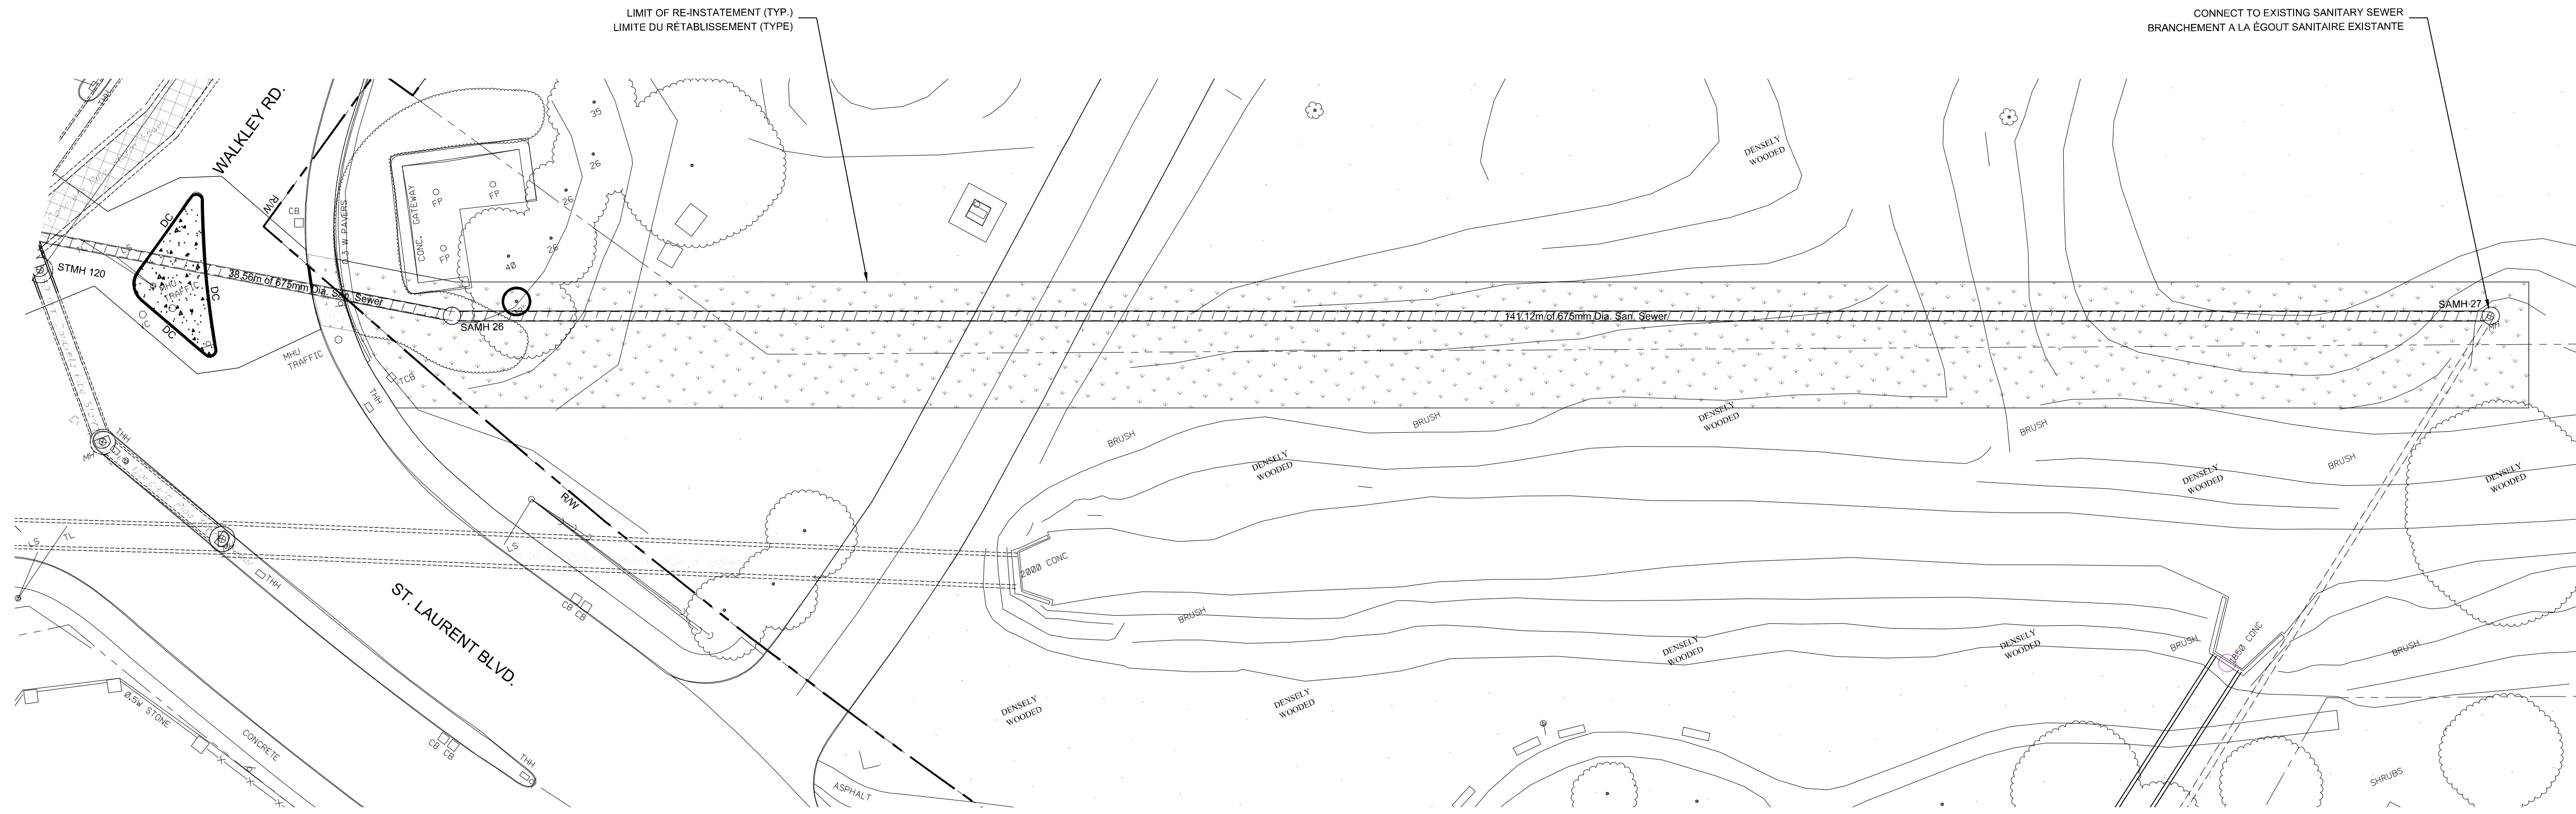 LIMIT OF RE-INSTATEMENT (TYP.)
LIMITE DU RÉTABLISSEMENT (TYPE)
CONNECT TO EXISTING SANITARY SEWER
BRANCHEMENT A LA ÉGOUT SANITAIRE EXISTANTE
WALKLEY RD.
R/W
CB
DC
DC
DC
LS
STMH 120
MHU
TRAFFIC
38.56m of 675mm Dia. San. Sewer
0.3 W PAVERS
CONC. GATEWAY
FP
FP
FP
35
26
26
26
40
SAMH 26
141.12m of 675mm Dia. San. Sewer
SAMH 27
MH
DENSELY
WOODED
MHU
TRAFFIC
TCB
THH
THH
MH
BRUSH
BRUSH
DENSELY
WOODED
BRUSH
BRUSH
DENSELY
WOODED
DENSELY
WOODED
DENSELY
WOODED
R/W
LS
LS
TL
THH
2000 CONC
CB CB
ST. LAURENT BLVD.
BRUSH
DENSELY
WOODED
DENSELY
WOODED
BRUSH
1850 CONC
BRUSH
DENSELY
WOODED
DENSELY
WOODED
0.5W STONE
CONCRETE
CB CB
THH
ASPHALT
SHRUBS